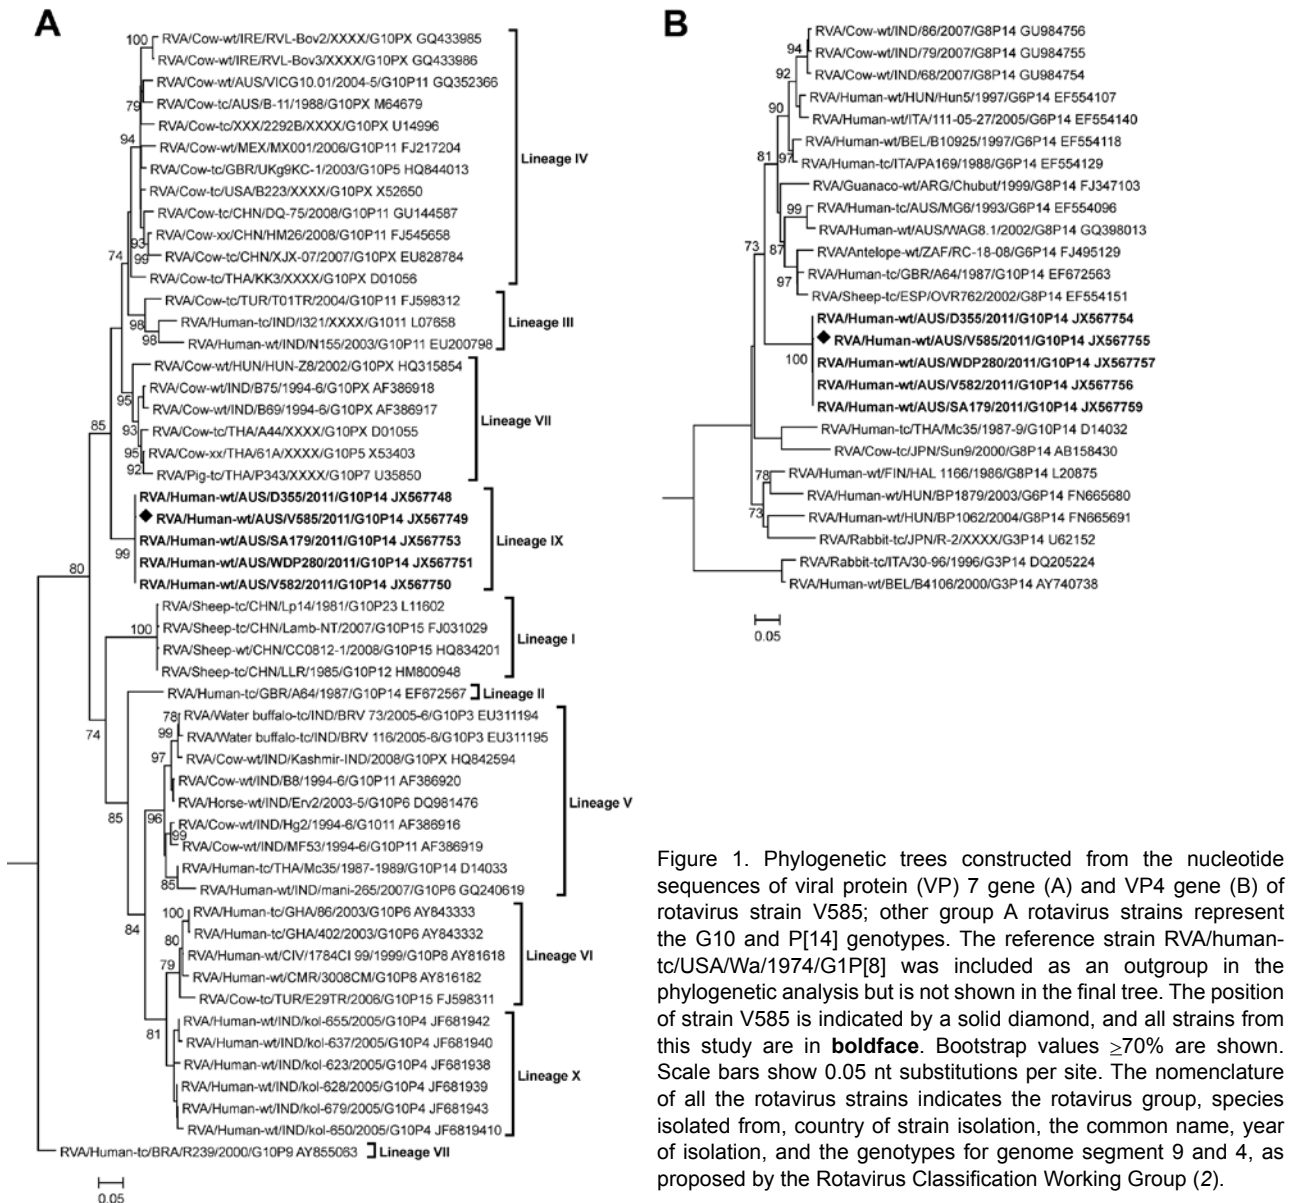 A
100
RVA/Cow-wt/IRE/RVL-Bov2/XXXX/G10PX GQ433985
RVA/Cow-wt/IRE/RVL-Bov3/XXXX/G10PX GQ433986
RVA/Cow-wt/AUS/VICG10.01/2004-5/G10P11 GQ352366
79
RVA/Cow-tc/AUS/B-11/1988/G10PX M64679
RVA/Cow-tc/XXX/2292B/XXXX/G10PX U14996
94
RVA/Cow-wt/MEX/MX001/2006/G10P11 FJ217204
Lineage IV
RVA/Cow-tc/GBR/UKg9KC-1/2003/G10P5 HQ844013
RVA/Cow-tc/USA/B223/XXXX/G10PX X52650
RVA/Cow-tc/CHN/DQ-75/2008/G10P11 GU144587
93
RVA/Cow-xx/CHN/HM26/2008/G10P11 FJ545658
74
99
RVA/Cow-tc/CHN/XJX-07/2007/G10PX EU828784
RVA/Cow-tc/THA/KK3/XXXX/G10PX D01056
RVA/Cow-tc/TUR/T01TR/2004/G10P11 FJ598312
98
RVA/Human-tc/IND/I321/XXXX/G1011 L07658
Lineage III
98
RVA/Human-wt/IND/N155/2003/G10P11 EU200798
RVA/Cow-wt/HUN/HUN-Z8/2002/G10PX HQ315854
95
RVA/Cow-wt/IND/B75/1994-6/G10PX AF386918
RVA/Cow-wt/IND/B69/1994-6/G10PX AF386917
Lineage VII
85
93
RVA/Cow-tc/THA/A44/XXXX/G10PX D01055
95
RVA/Cow-xx/THA/61A/XXXX/G10P5 X53403
92
RVA/Pig-tc/THA/P343/XXXX/G10P7 U35850
RVA/Human-wt/AUS/D355/2011/G10P14 JX567748
RVA/Human-wt/AUS/V585/2011/G10P14 JX567749
RVA/Human-wt/AUS/SA179/2011/G10P14 JX567753
Lineage IX
99
RVA/Human-wt/AUS/WDP280/2011/G10P14 JX567751
80
RVA/Human-wt/AUS/V582/2011/G10P14 JX567750
RVA/Sheep-tc/CHN/Lp14/1981/G10P23 L11602
100
RVA/Sheep-tc/CHN/Lamb-NT/2007/G10P15 FJ031029
Lineage I
RVA/Sheep-wt/CHN/CC0812-1/2008/G10P15 HQ834201
RVA/Sheep-tc/CHN/LLR/1985/G10P12 HM800948
RVA/Human-tc/GBR/A64/1987/G10P14 EF672567
Lineage II
74
78
RVA/Water buffalo-tc/IND/BRV 73/2005-6/G10P3 EU311194
99
RVA/Water buffalo-tc/IND/BRV 116/2005-6/G10P3 EU311195
97
RVA/Cow-wt/IND/Kashmir-IND/2008/G10PX HQ842594
RVA/Cow-wt/IND/B8/1994-6/G10P11 AF386920
Lineage V
RVA/Horse-wt/IND/Erv2/2003-5/G10P6 DQ981476
85
96
RVA/Cow-wt/IND/Hg2/1994-6/G1011 AF386916
99
RVA/Cow-wt/IND/MF53/1994-6/G10P11 AF386919
RVA/Human-tc/THA/Mc35/1987-1989/G10P14 D14033
85
RVA/Human-wt/IND/mani-265/2007/G10P6 GQ240619
84
100
RVA/Human-tc/GHA/86/2003/G10P6 AY843333
RVA/Human-tc/GHA/402/2003/G10P6 AY843332
80
RVA/Human-wt/CIV/1784CI 99/1999/G10P8 AY81618
Lineage VI
79
RVA/Human-wt/CMR/3008CM/G10P8 AY816182
RVA/Cow-tc/TUR/E29TR/2006/G10P15 FJ598311
81
RVA/Human-wt/IND/kol-655/2005/G10P4 JF681942
RVA/Human-wt/IND/kol-637/2005/G10P4 JF681940
RVA/Human-wt/IND/kol-623/2005/G10P4 JF681938
Lineage X
RVA/Human-wt/IND/kol-628/2005/G10P4 JF681939
RVA/Human-wt/IND/kol-679/2005/G10P4 JF681943
RVA/Human-wt/IND/kol-650/2005/G10P4 JF6819410
RVA/Human-tc/BRA/R239/2000/G10P9 AY855063
Lineage VII
0.05
B
RVA/Cow-wt/IND/86/2007/G8P14 GU984756
94
RVA/Cow-wt/IND/79/2007/G8P14 GU984755
92
RVA/Cow-wt/IND/68/2007/G8P14 GU984754
RVA/Human-wt/HUN/Hun5/1997/G6P14 EF554107
90
RVA/Human-wt/ITA/111-05-27/2005/G6P14 EF554140
RVA/Human-wt/BEL/B10925/1997/G6P14 EF554118
81
97
RVA/Human-tc/ITA/PA169/1988/G6P14 EF554129
RVA/Guanaco-wt/ARG/Chubut/1999/G8P14 FJ347103
99
RVA/Human-tc/AUS/MG6/1993/G6P14 EF554096
RVA/Human-wt/AUS/WAG8.1/2002/G8P14 GQ398013
73
87
RVA/Antelope-wt/ZAF/RC-18-08/G6P14 FJ495129
RVA/Human-tc/GBR/A64/1987/G10P14 EF672563
97
RVA/Sheep-tc/ESP/OVR762/2002/G8P14 EF554151
RVA/Human-wt/AUS/D355/2011/G10P14 JX567754
RVA/Human-wt/AUS/V585/2011/G10P14 JX567755
100
RVA/Human-wt/AUS/WDP280/2011/G10P14 JX567757
RVA/Human-wt/AUS/V582/2011/G10P14 JX567756
RVA/Human-wt/AUS/SA179/2011/G10P14 JX567759
RVA/Human-tc/THA/Mc35/1987-9/G10P14 D14032
RVA/Cow-tc/JPN/Sun9/2000/G8P14 AB158430
78
RVA/Human-wt/FIN/HAL 1166/1986/G8P14 L20875
RVA/Human-wt/HUN/BP1879/2003/G6P14 FN665680
73
RVA/Human-wt/HUN/BP1062/2004/G8P14 FN665691
RVA/Rabbit-tc/JPN/R-2/XXXX/G3P14 U62152
RVA/Rabbit-tc/ITA/30-96/1996/G3P14 DQ205224
RVA/Human-wt/BEL/B4106/2000/G3P14 AY740738
0.05
Figure 1. Phylogenetic trees constructed from the nucleotide
sequences of viral protein (VP) 7 gene (A) and VP4 gene (B) of
rotavirus strain V585; other group A rotavirus strains represent
the G10 and P[14] genotypes. The reference strain RVA/human-
tc/USA/Wa/1974/G1P[8] was included as an outgroup in the
phylogenetic analysis but is not shown in the final tree. The position
of strain V585 is indicated by a solid diamond, and all strains from
this study are in boldface. Bootstrap values ≥70% are shown.
Scale bars show 0.05 nt substitutions per site. The nomenclature
of all the rotavirus strains indicates the rotavirus group, species
isolated from, country of strain isolation, the common name, year
of isolation, and the genotypes for genome segment 9 and 4, as
proposed by the Rotavirus Classification Working Group (2).